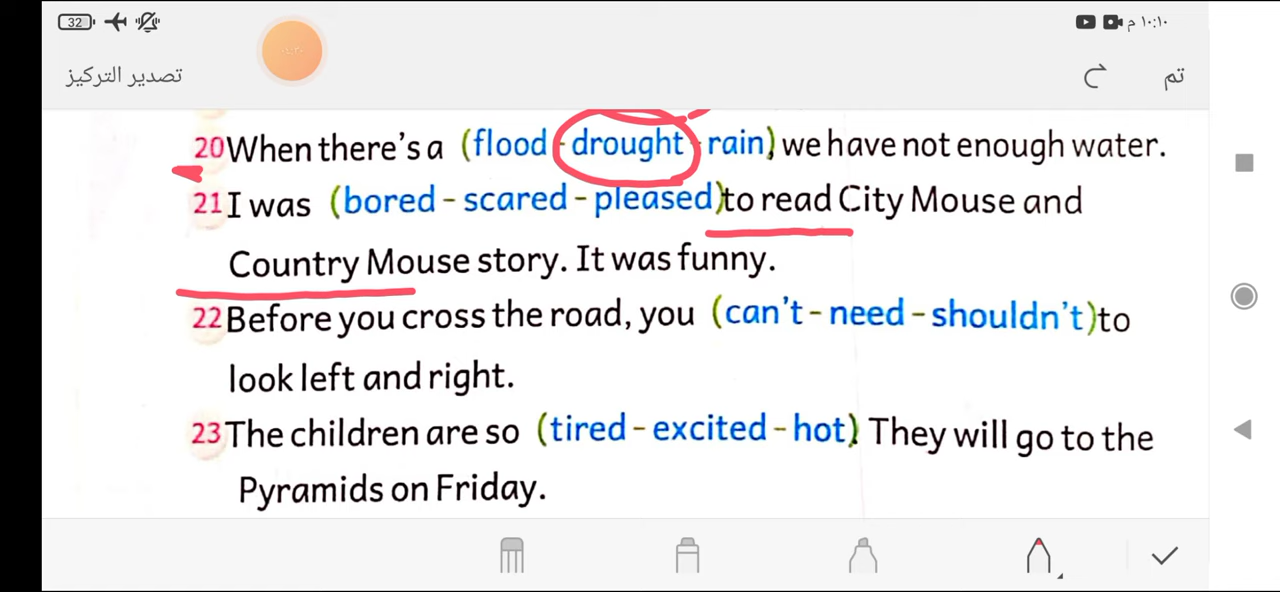 32 م ١٠:١٠
تصدير التركيز تم
20 When there's a (flood - drought - rain) we have not enough water.
21 I was (bored - scared - pleased) to read City Mouse and
Country Mouse story. It was funny.
22 Before you cross the road, you (can't - need - shouldn't) to
look left and right.
23 The children are so (tired - excited - hot). They will go to the
Pyramids on Friday.